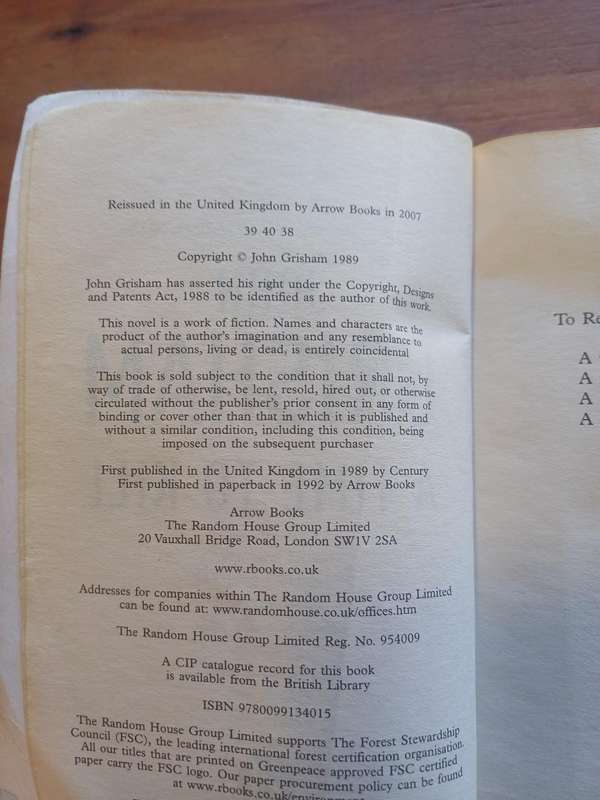 Reissued in the United Kingdom by Arrow Books in 2007
39 40 38
Copyright © John Grisham 1989
John Grisham has asserted his right under the Copyright, Designs
and Patents Act, 1988 to be identified as the author of this work.
This novel is a work of fiction. Names and characters are the
product of the author's imagination and any resemblance to
actual persons, living or dead, is entirely coincidental
This book is sold subject to the condition that it shall not, by
way of trade of otherwise, be lent, resold, hired out, or otherwise
circulated without the publisher's prior consent in any form of
binding or cover other than that in which it is published and
without a similar condition, including this condition, being
imposed on the subsequent purchaser
First published in the United Kingdom in 1989 by Century
First published in paperback in 1992 by Arrow Books
Arrow Books
The Random House Group Limited
20 Vauxhall Bridge Road, London SW1V 2SA
www.rbooks.co.uk
Addresses for companies within The Random House Group Limited
can be found at: www.randomhouse.co.uk/offices.htm
The Random House Group Limited Reg. No. 954009
A CIP catalogue record for this book
is available from the British Library
ISBN 9780099134015
The Random House Group Limited supports The Forest Stewardship
Council (FSC), the leading international forest certification organisation.
All our titles that are printed on Greenpeace approved FSC certified
paper carry the FSC logo. Our paper procurement policy can be found
at www.rbooks.co.uk/environment
To
A
A
A
A